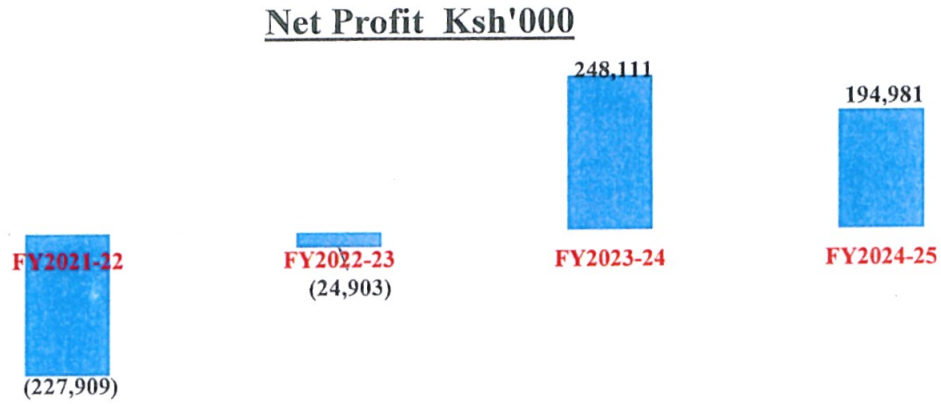 Net Profit Ksh'000
248,111
194,981
FY2021-22
FY2022-23
FY2023-24
FY2024-25
(24,903)
(227,909)